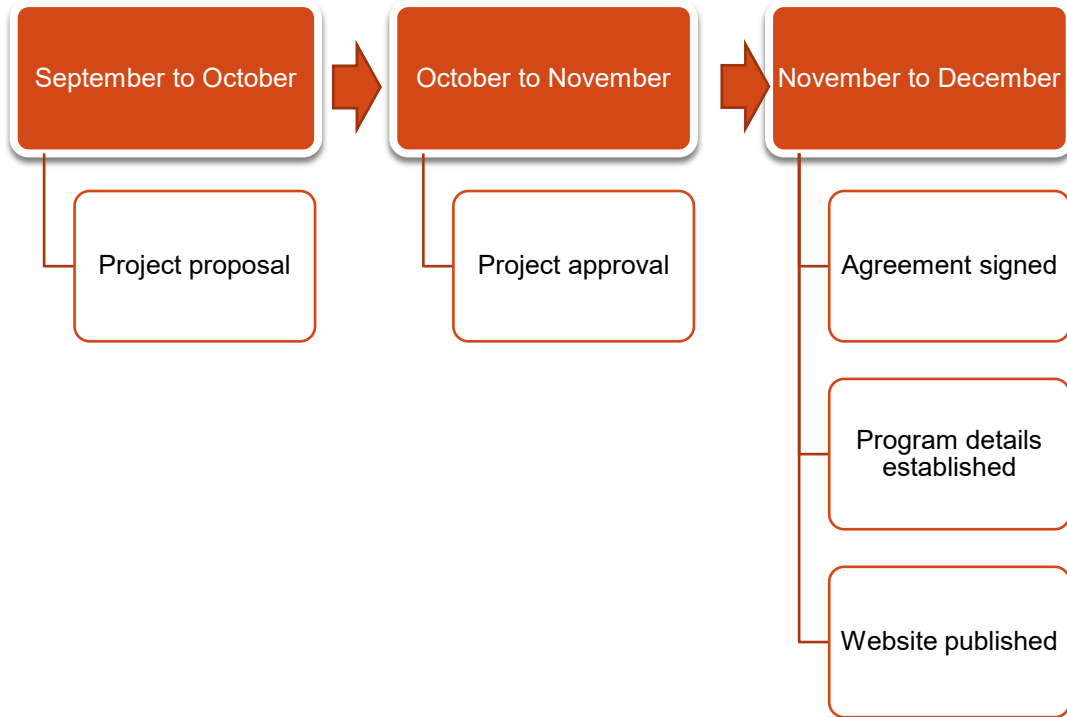 September to October
October to November
November to December
Project proposal
Project approval
Agreement signed
Program details
established
Website published